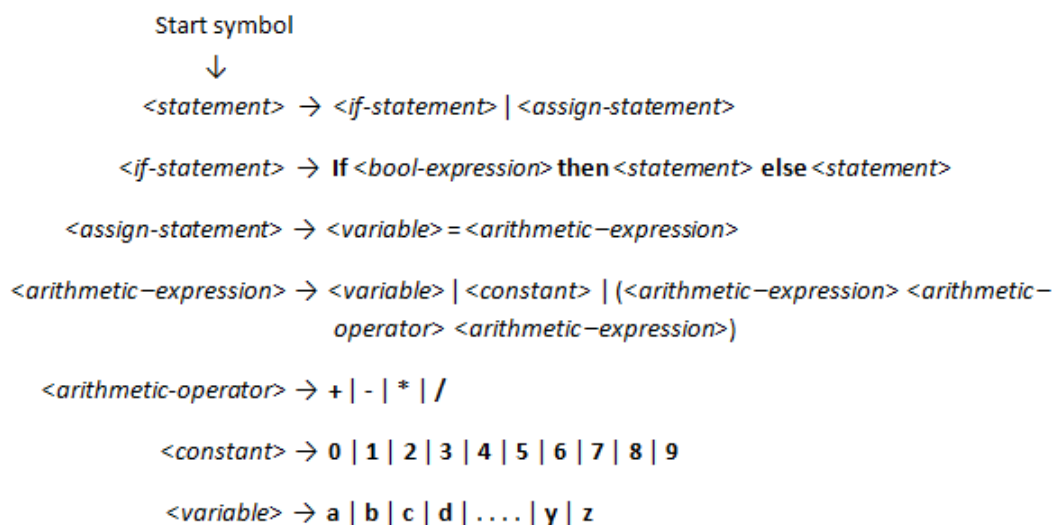 Start symbol
↓
<statement> → <if-statement> | <assign-statement>
<if-statement> → If <bool-expression> then <statement> else <statement>
<assign-statement> → <variable> = <arithmetic–expression>
<arithmetic–expression> → <variable> | <constant> | (<arithmetic–expression> <arithmetic–
operator> <arithmetic–expression>)
<arithmetic-operator> → + | - | * | /
<constant> → 0 | 1 | 2 | 3 | 4 | 5 | 6 | 7 | 8 | 9
<variable> → a | b | c | d | . . . . | y | z